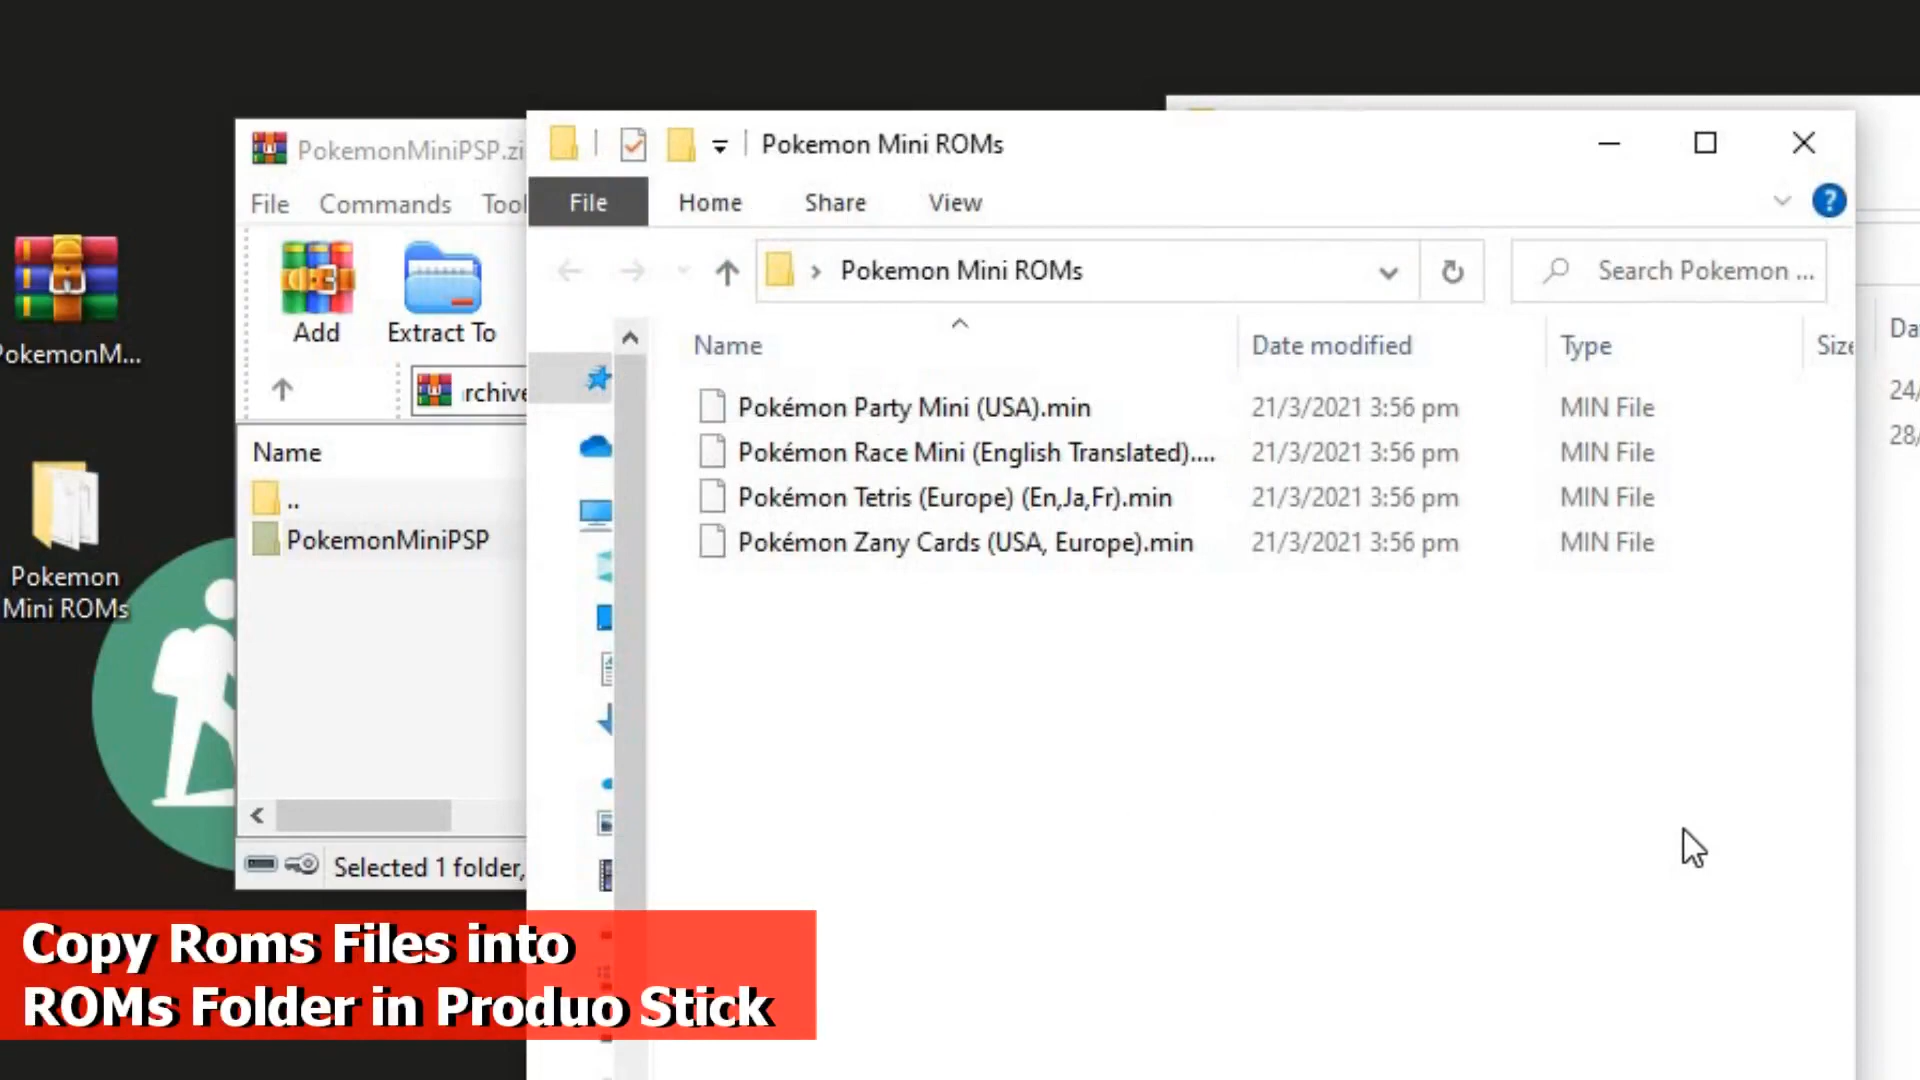 PokemonMiniPSP.zi
File Commands Tool
Add Extract To
rchive
Name
..
PokemonMiniPSP
Selected 1 folder,
PokemonM...
Pokemon
Mini ROMs
Pokemon Mini ROMs
File Home Share View
?
Pokemon Mini ROMs
Search Pokemon ...
Name Date modified Type Size
Pokémon Party Mini (USA).min 21/3/2021 3:56 pm MIN File
Pokémon Race Mini (English Translated).... 21/3/2021 3:56 pm MIN File
Pokémon Tetris (Europe) (En,Ja,Fr).min 21/3/2021 3:56 pm MIN File
Pokémon Zany Cards (USA, Europe).min 21/3/2021 3:56 pm MIN File
Da
24/
28/
Copy Roms Files into
ROMs Folder in Produo Stick